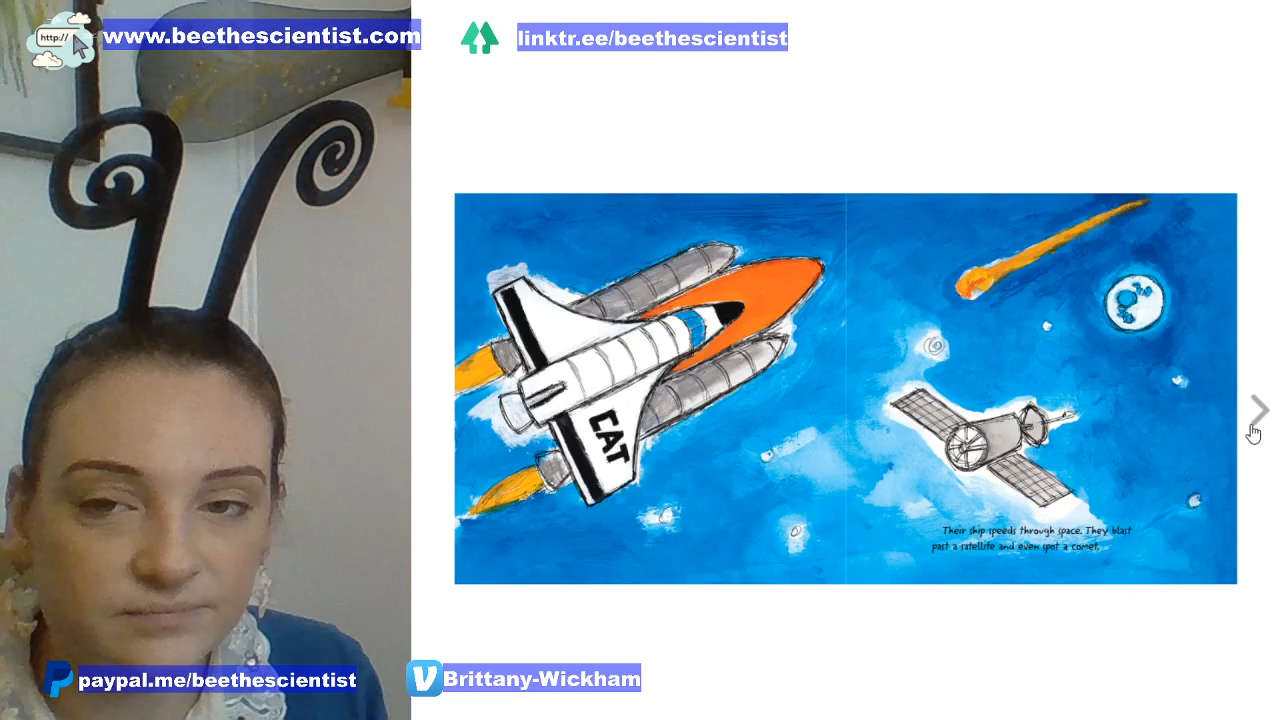 http://
www.beethescientist.com
linktr.ee/beethescientist
CAT
Their ship speeds through space. They blast
past a satellite and even spot a comet.
paypal.me/beethescientist
Brittany-Wickham